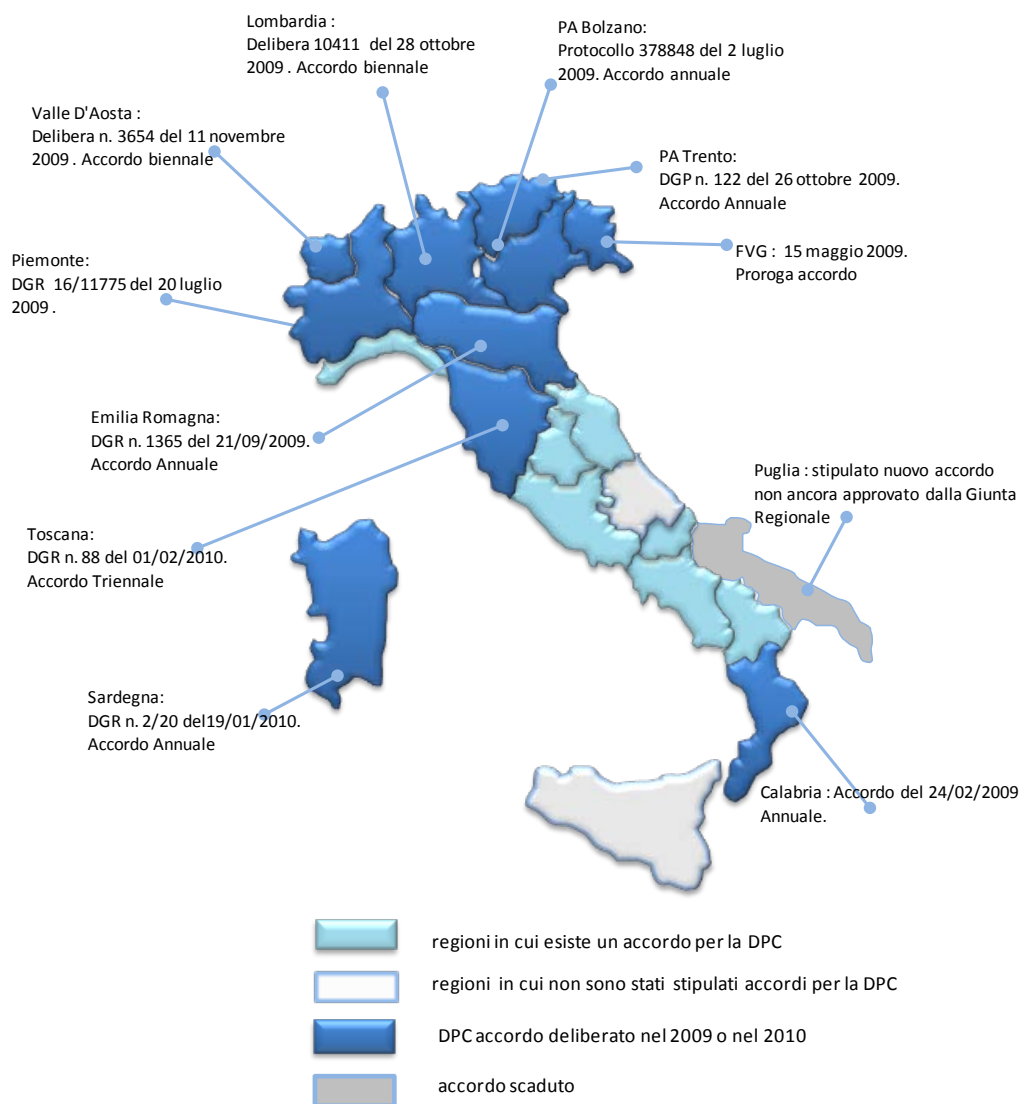 Lombardia :
Delibera 10411 del 28 ottobre
2009 . Accordo biennale
PA Bolzano:
Protocollo 378848 del 2 luglio
2009. Accordo annuale
Valle D'Aosta :
Delibera n. 3654 del 11 novembre
2009 . Accordo biennale
PA Trento:
DGP n. 122 del 26 ottobre 2009.
Accordo Annuale
Piemonte:
DGR 16/11775 del 20 luglio
2009 .
FVG : 15 maggio 2009.
Proroga accordo
Emilia Romagna:
DGR n. 1365 del 21/09/2009.
Accordo Annuale
Puglia : stipulato nuovo accordo
non ancora approvato dalla Giunta
Regionale
Toscana:
DGR n. 88 del 01/02/2010.
Accordo Triennale
Sardegna:
DGR n. 2/20 del19/01/2010.
Accordo Annuale
Calabria : Accordo del 24/02/2009
Annuale.
regioni in cui esiste un accordo per la DPC
regioni in cui non sono stati stipulati accordi per la DPC
DPC accordo deliberato nel 2009 o nel 2010
accordo scaduto